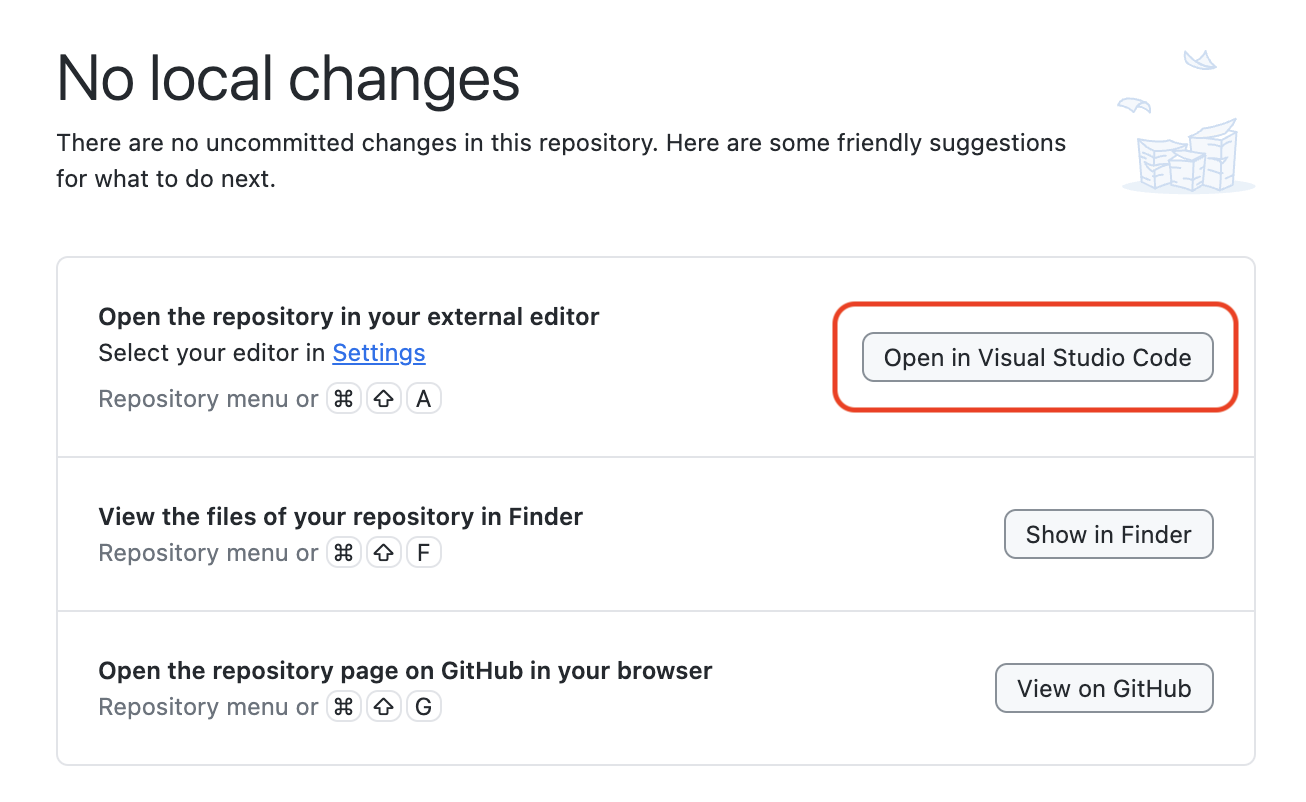 No local changes
There are no uncommitted changes in this repository. Here are some friendly suggestions
for what to do next.
Open the repository in your external editor
Select your editor in Settings
Repository menu or ⌘ ⇧ A
Open in Visual Studio Code
View the files of your repository in Finder
Repository menu or ⌘ ⇧ F
Show in Finder
Open the repository page on GitHub in your browser
Repository menu or ⌘ ⇧ G
View on GitHub